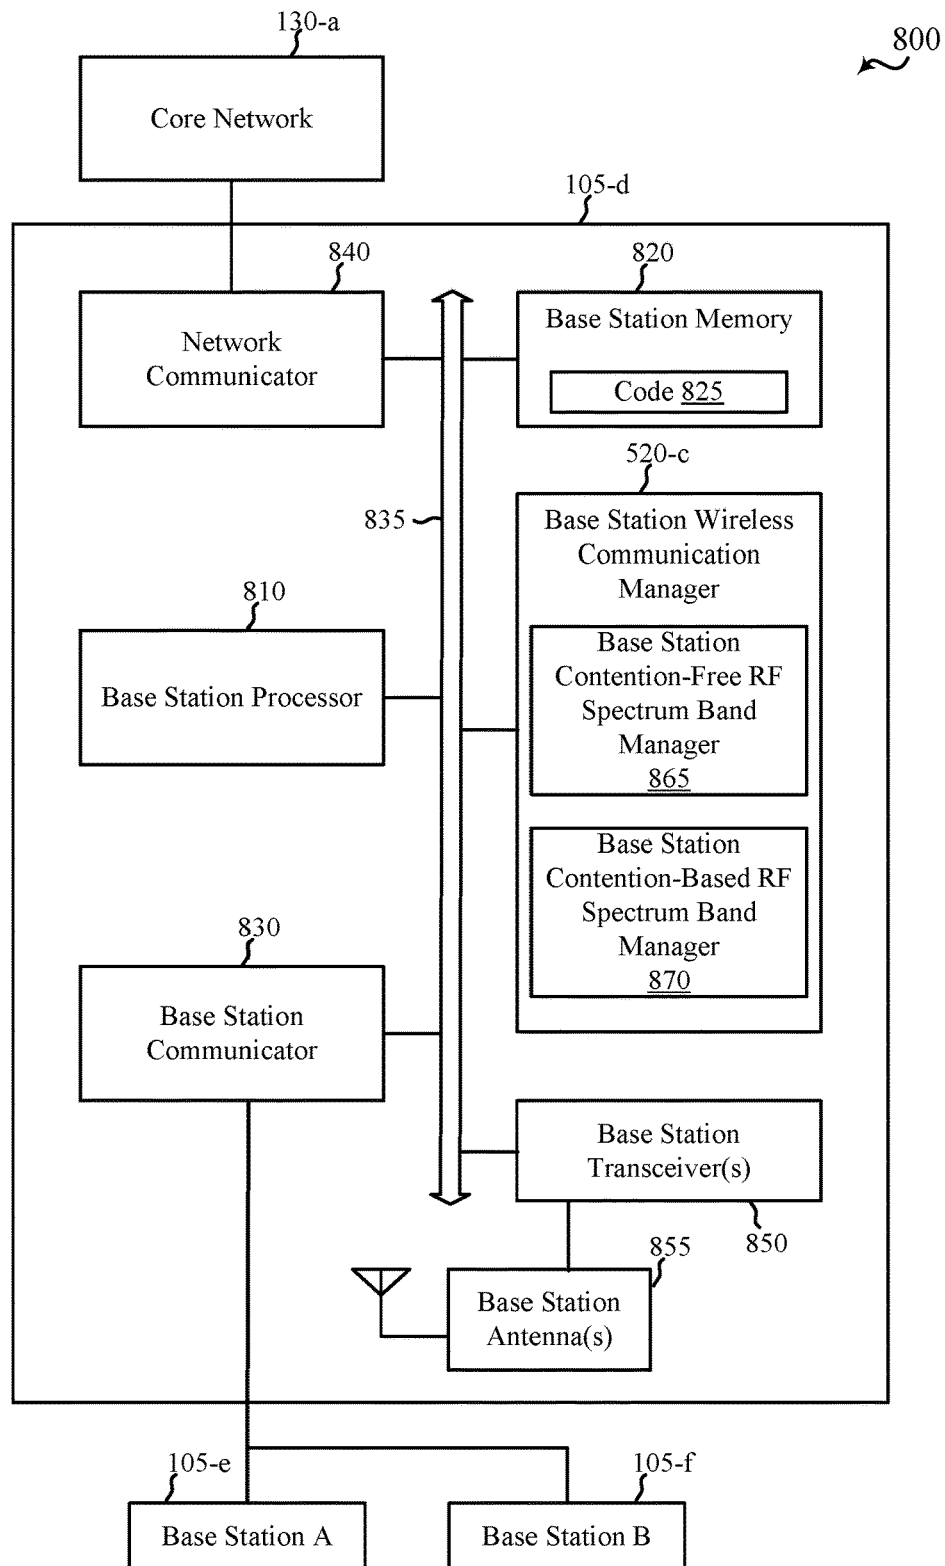 130-a
800
Core Network
105-d
840
820
Network
Communicator
Base Station Memory
Code 825
520-c
835
Base Station Wireless
Communication
Manager
810
Base Station Processor
Base Station
Contention-Free RF
Spectrum Band
Manager
865
Base Station
Contention-Based RF
Spectrum Band
Manager
870
830
Base Station
Communicator
Base Station
Transceiver(s)
850
855
Base Station
Antenna(s)
105-e
105-f
Base Station A
Base Station B